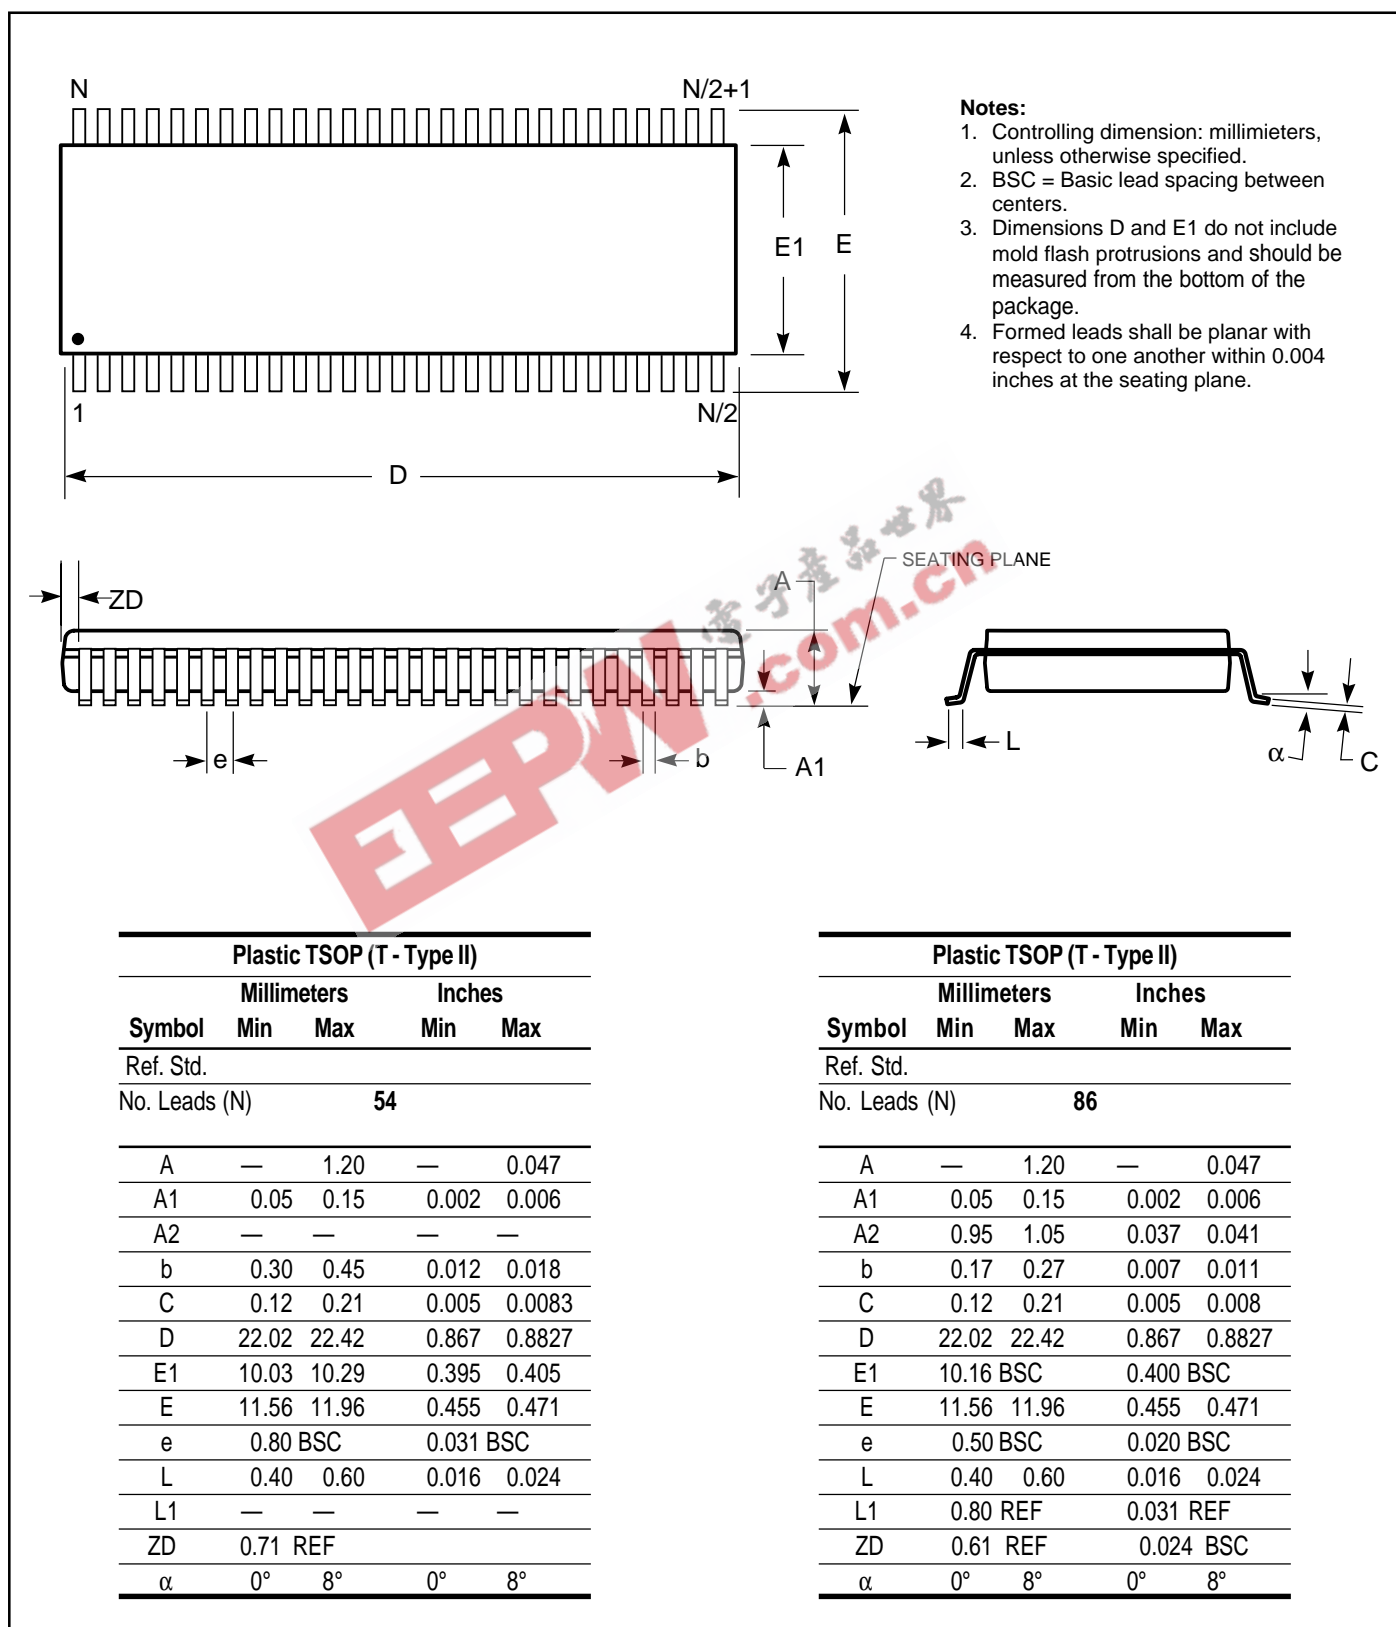 N
N/2+1
E1
E
1
N/2
D
Notes:
1. Controlling dimension: millimieters,
unless otherwise specified.
2. BSC = Basic lead spacing between
centers.
3. Dimensions D and E1 do not include
mold flash protrusions and should be
measured from the bottom of the
package.
4. Formed leads shall be planar with
respect to one another within 0.004
inches at the seating plane.
ZD
A
SEATING PLANE
e
b
A1
L
α
C
EEPW
.com.cn
電子產品世界
Plastic TSOP (T - Type II)
Millimeters Inches
Symbol Min Max Min Max
Ref. Std.
No. Leads (N) 54
A — 1.20 — 0.047
A1 0.05 0.15 0.002 0.006
A2 — — — —
b 0.30 0.45 0.012 0.018
C 0.12 0.21 0.005 0.0083
D 22.02 22.42 0.867 0.8827
E1 10.03 10.29 0.395 0.405
E 11.56 11.96 0.455 0.471
e 0.80 BSC 0.031 BSC
L 0.40 0.60 0.016 0.024
L1 — — — —
ZD 0.71 REF
α 0° 8° 0° 8°
Plastic TSOP (T - Type II)
Millimeters Inches
Symbol Min Max Min Max
Ref. Std.
No. Leads (N) 86
A — 1.20 — 0.047
A1 0.05 0.15 0.002 0.006
A2 0.95 1.05 0.037 0.041
b 0.17 0.27 0.007 0.011
C 0.12 0.21 0.005 0.008
D 22.02 22.42 0.867 0.8827
E1 10.16 BSC 0.400 BSC
E 11.56 11.96 0.455 0.471
e 0.50 BSC 0.020 BSC
L 0.40 0.60 0.016 0.024
L1 0.80 REF 0.031 REF
ZD 0.61 REF 0.024 BSC
α 0° 8° 0° 8°